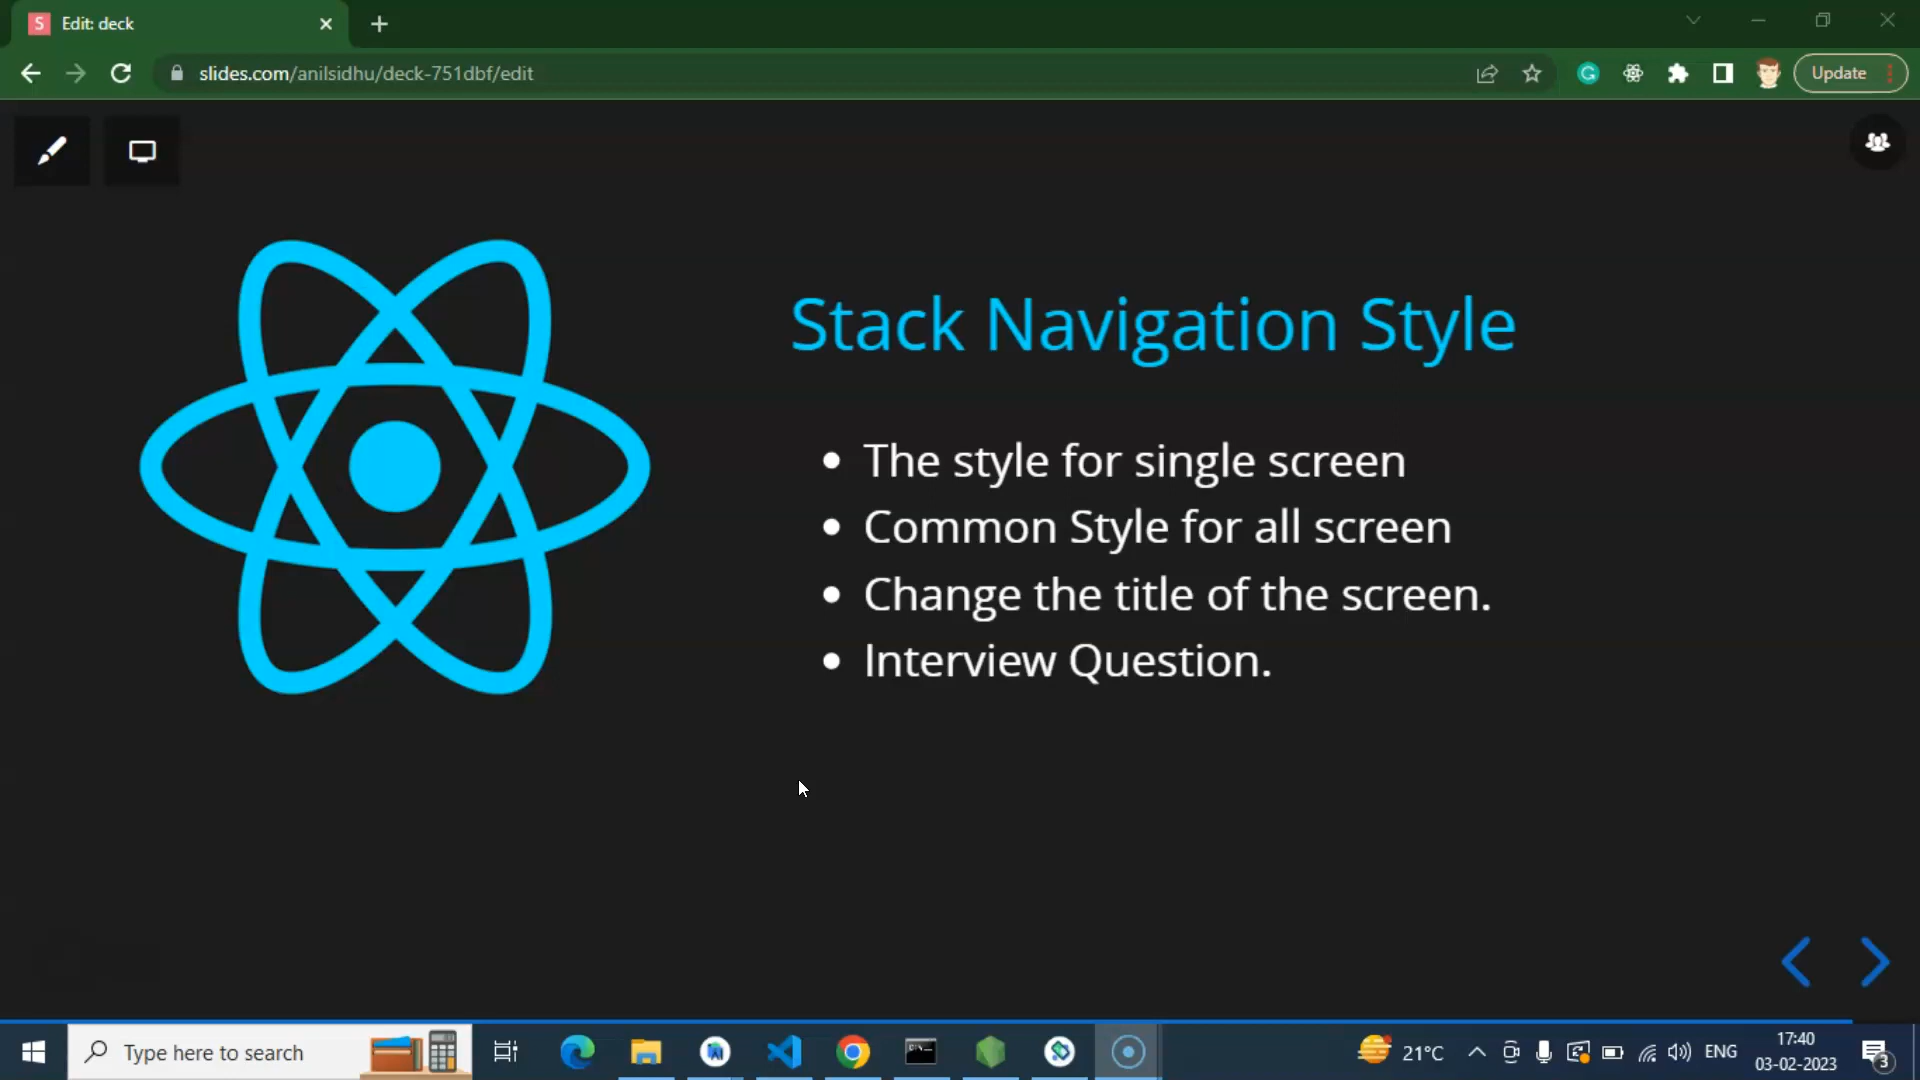 S Edit: deck
slides.com/anilsidhu/deck-751dbf/edit
G
Update
Stack Navigation Style
• The style for single screen
• Common Style for all screen
• Change the title of the screen.
• Interview Question.
Type here to search
21°C
ENG
17:40
03-02-2023
3